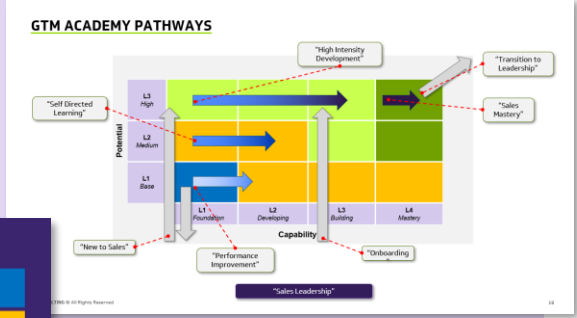 GTM ACADEMY PATHWAYS
"High Intensity
Development"
"Transition to
Leadership"
"Self Directed
Learning"
"Sales
Mastery"
L3
High
L2
Medium
L1
Base
Potential
L1
Foundation
L2
Developing
L3
Building
L4
Mastery
Capability
"New to Sales"
"Performance
Improvement"
"Onboarding
"
"Sales Leadership"
© All Rights Reserved